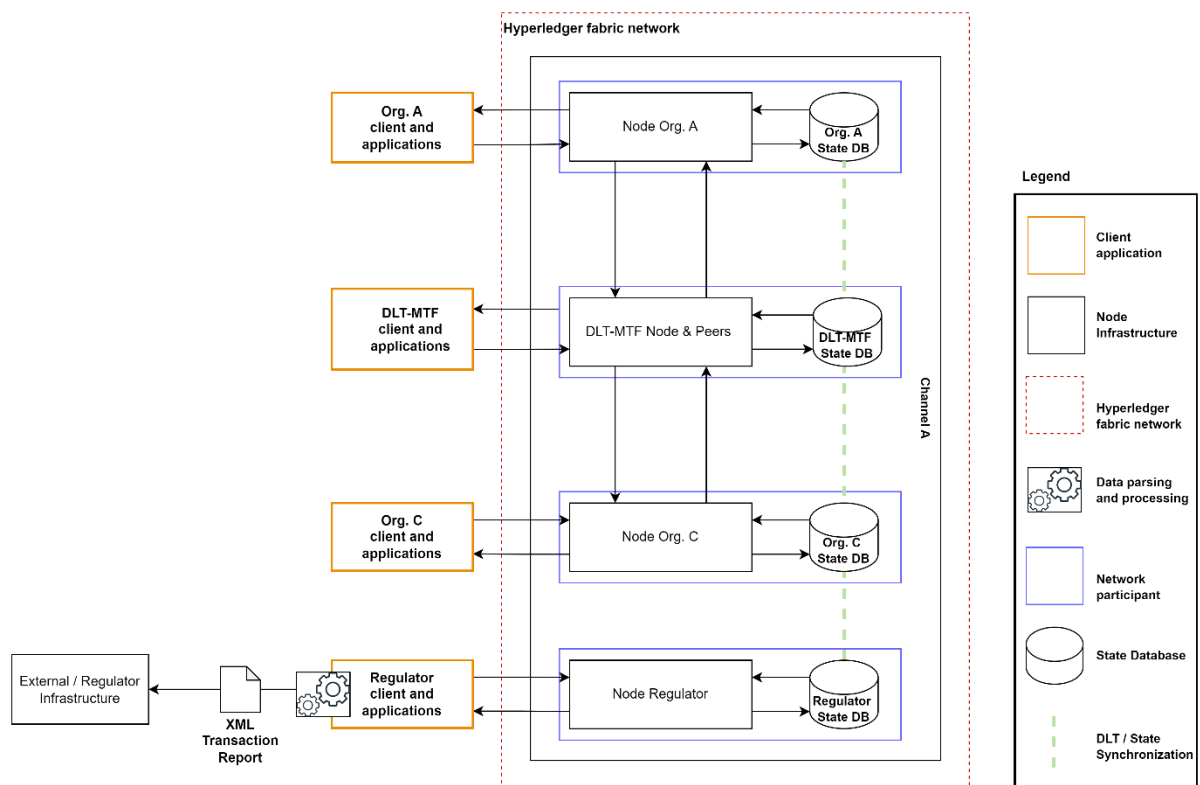 Hyperledger fabric network
Org. A
client and
applications
Node Org. A
Org. A
State DB
DLT-MTF
client and
applications
DLT-MTF Node & Peers
DLT-MTF
State DB
Channel A
Org. C
client and
applications
Node Org. C
Org. C
State DB
External / Regulator
Infrastructure
XML
Transaction
Report
Regulator
client and
applications
Node Regulator
Regulator
State DB
Legend
Client
application
Node
Infrastructure
Hyperledger
fabric network
Data parsing
and processing
Network
participant
State Database
DLT / State
Synchronization